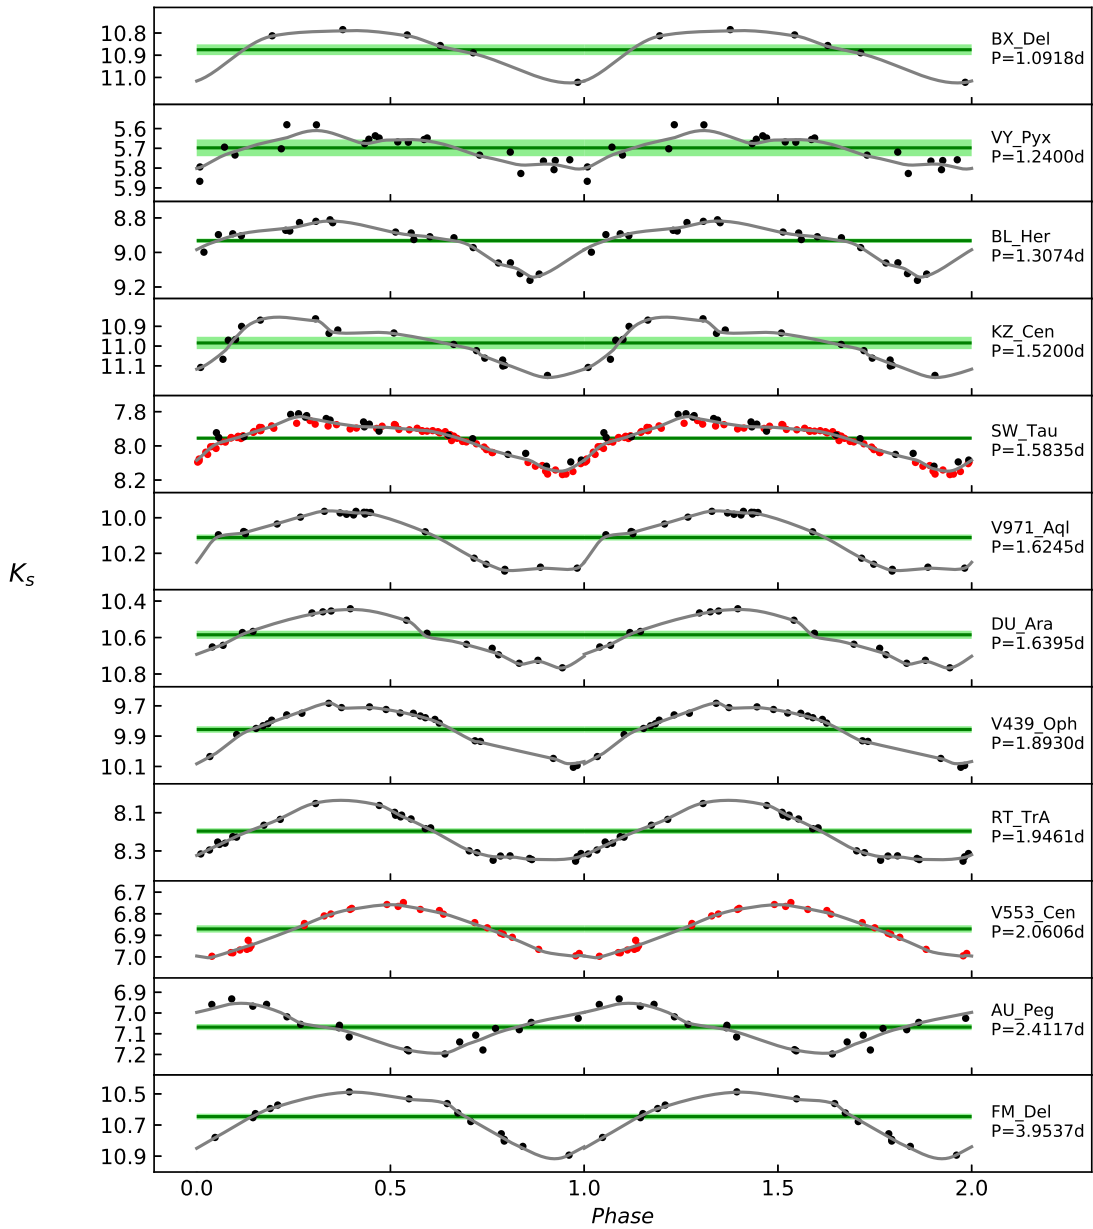 10.8
10.9
11.0
BX_Del
P=1.0918d
5.6
5.7
5.8
5.9
VY_Pyx
P=1.2400d
8.8
9.0
9.2
BL_Her
P=1.3074d
10.9
11.0
11.1
KZ_Cen
P=1.5200d
7.8
8.0
8.2
SW_Tau
P=1.5835d
10.0
10.2
V971_Aql
P=1.6245d
K_s
10.4
10.6
10.8
DU_Ara
P=1.6395d
9.7
9.9
10.1
V439_Oph
P=1.8930d
8.1
8.3
RT_TrA
P=1.9461d
6.7
6.8
6.9
7.0
V553_Cen
P=2.0606d
6.9
7.0
7.1
7.2
AU_Peg
P=2.4117d
10.5
10.7
10.9
FM_Del
P=3.9537d
0.0 0.5 1.0 1.5 2.0
Phase